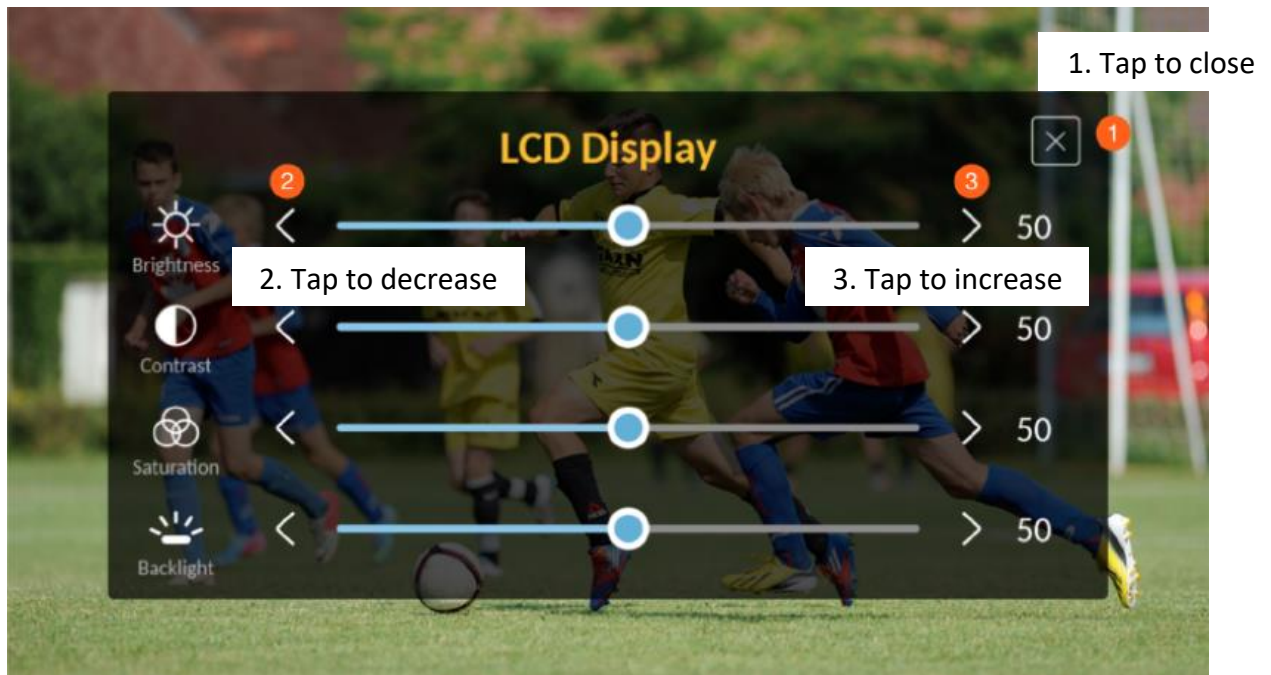 1. Tap to close
LCD Display
1
2
3
50
Brightness
2. Tap to decrease
3. Tap to increase
50
Contrast
50
Saturation
50
Backlight